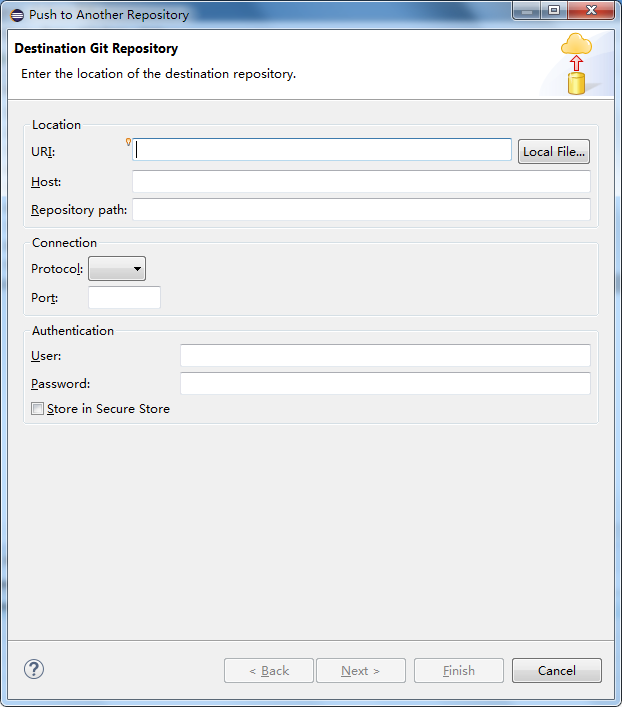 Push to Another Repository
Destination Git Repository
Enter the location of the destination repository.
Location
URI:
Local File...
Host:
Repository path:
Connection
Protocol:
Port:
Authentication
User:
Password:
Store in Secure Store
?
< Back
Next >
Finish
Cancel